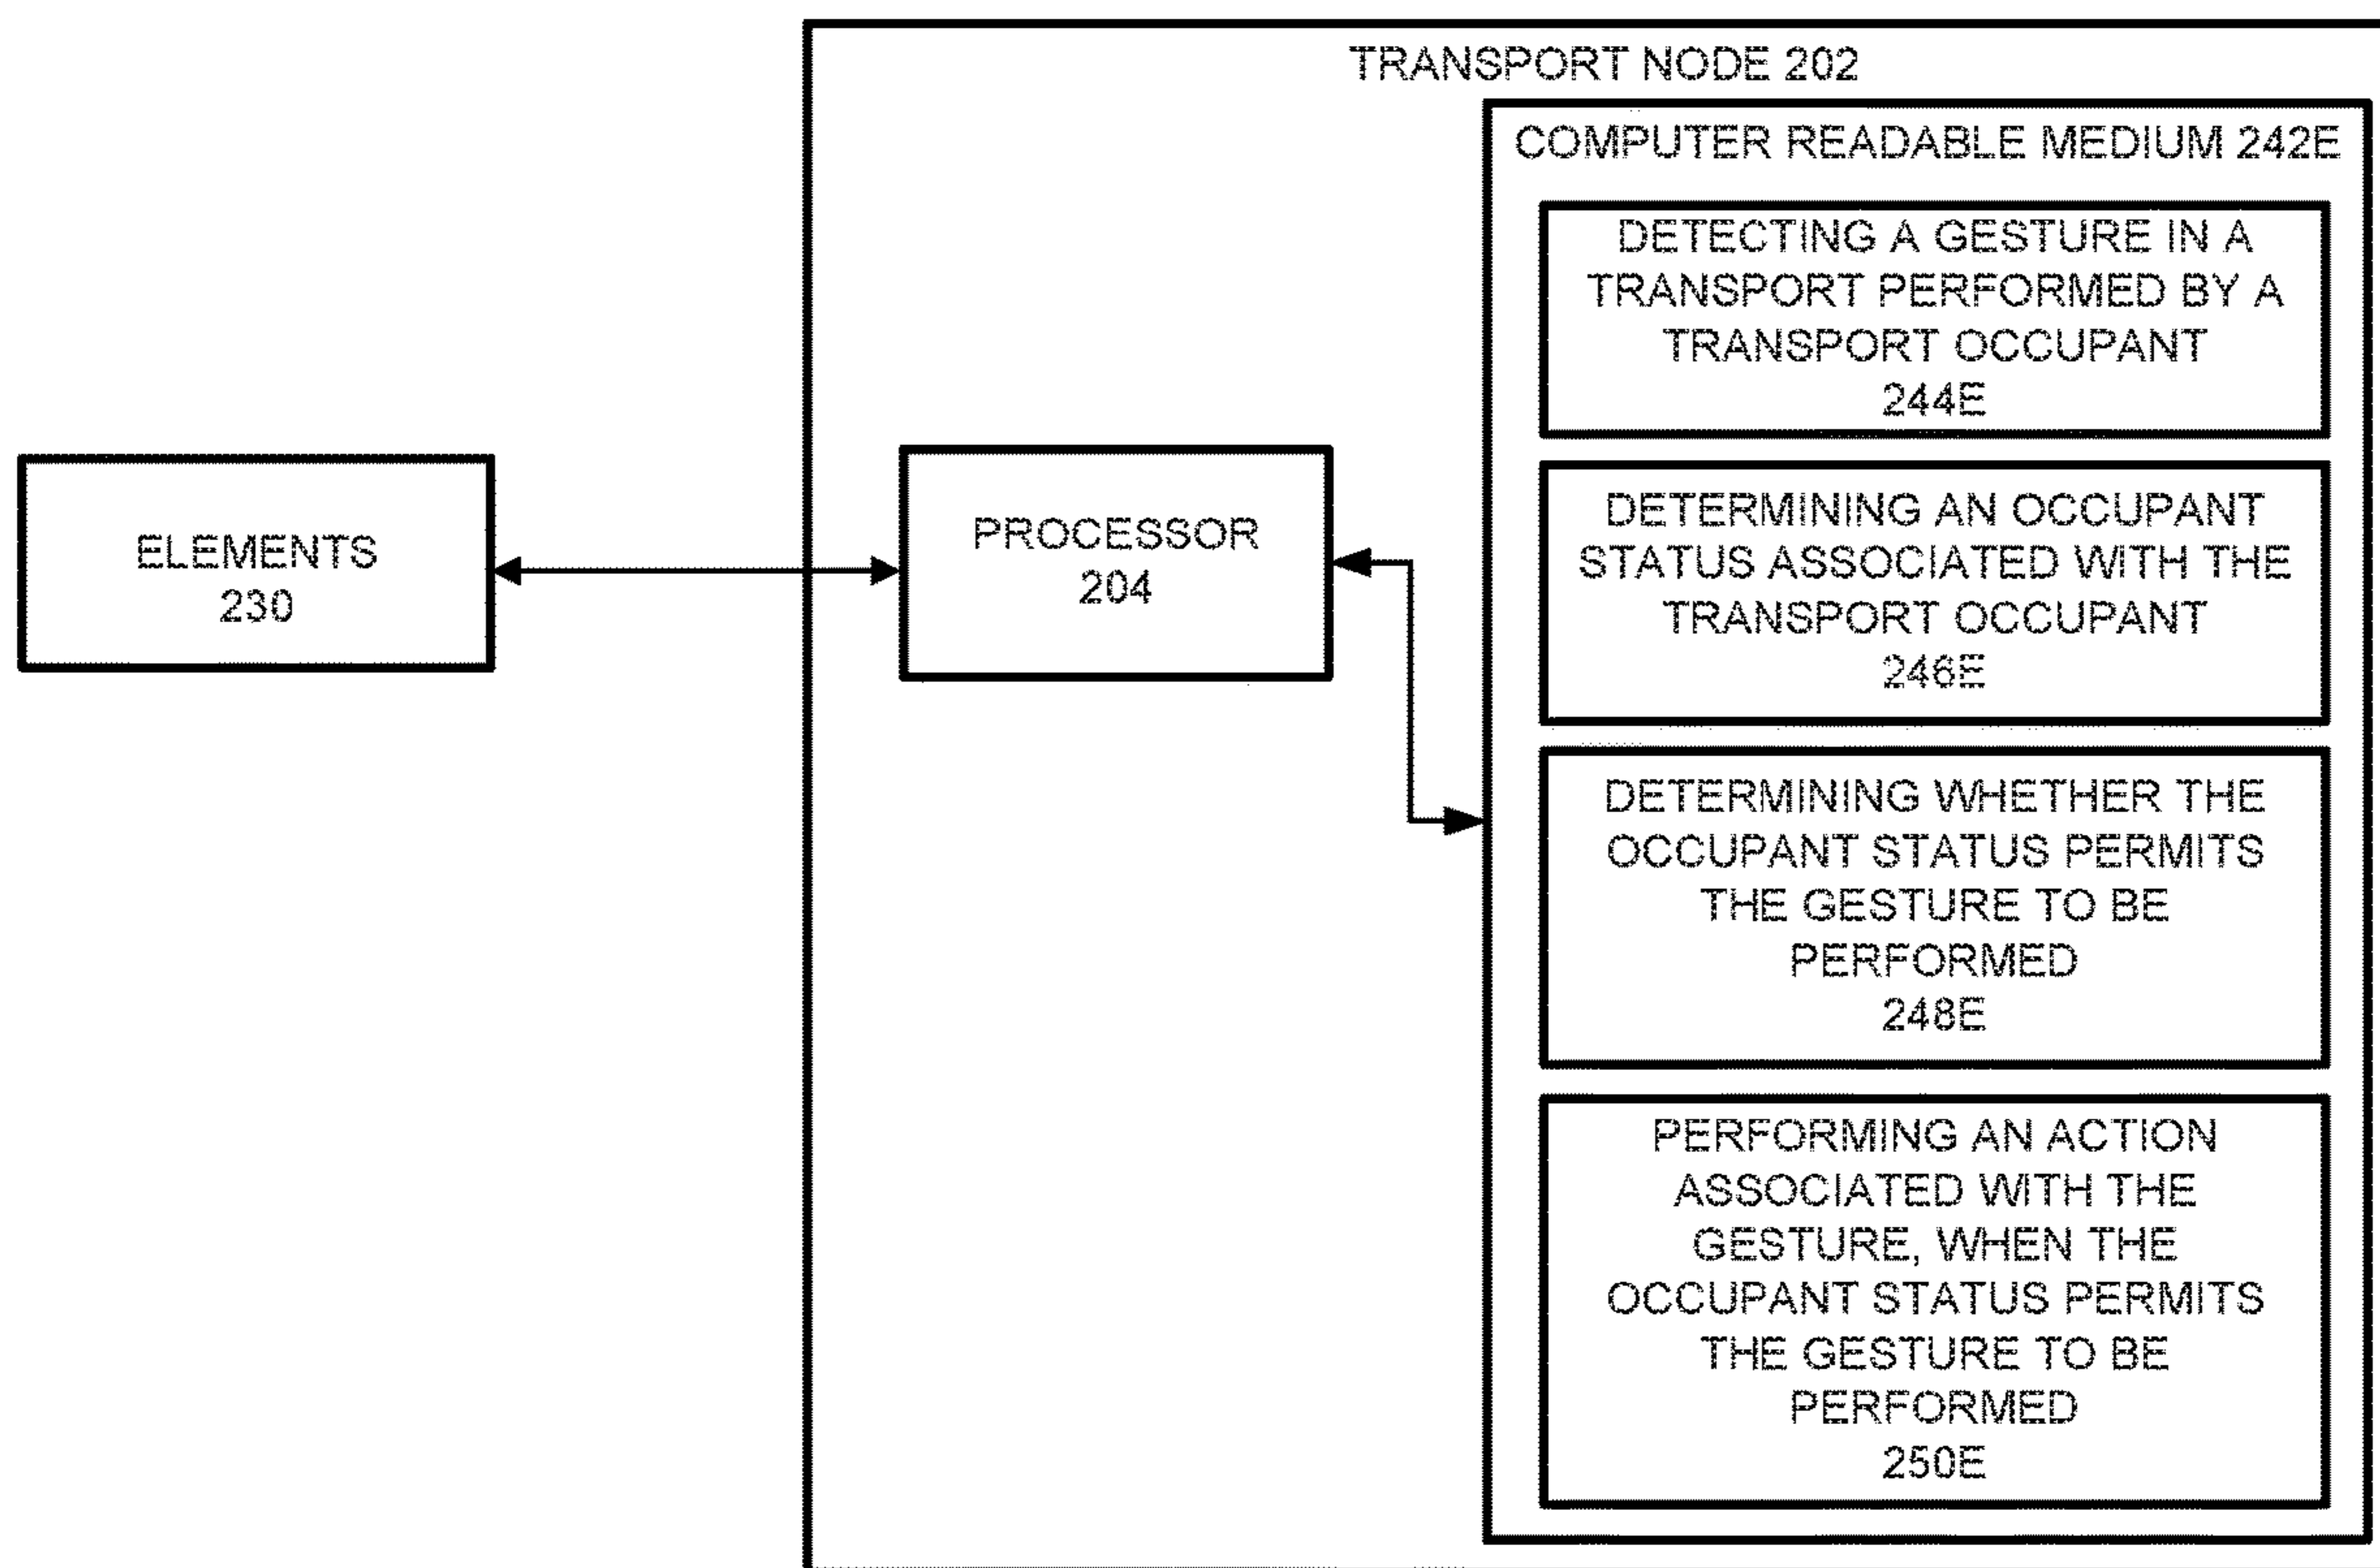 TRANSPORT NODE 202
COMPUTER READABLE MEDIUM 242E
DETECTING A GESTURE IN A
TRANSPORT PERFORMED BY A
TRANSPORT OCCUPANT
244E
ELEMENTS
230
PROCESSOR
204
DETERMINING AN OCCUPANT
STATUS ASSOCIATED WITH THE
TRANSPORT OCCUPANT
246E
DETERMINING WHETHER THE
OCCUPANT STATUS PERMITS
THE GESTURE TO BE
PERFORMED
248E
PERFORMING AN ACTION
ASSOCIATED WITH THE
GESTURE, WHEN THE
OCCUPANT STATUS PERMITS
THE GESTURE TO BE
PERFORMED
250E